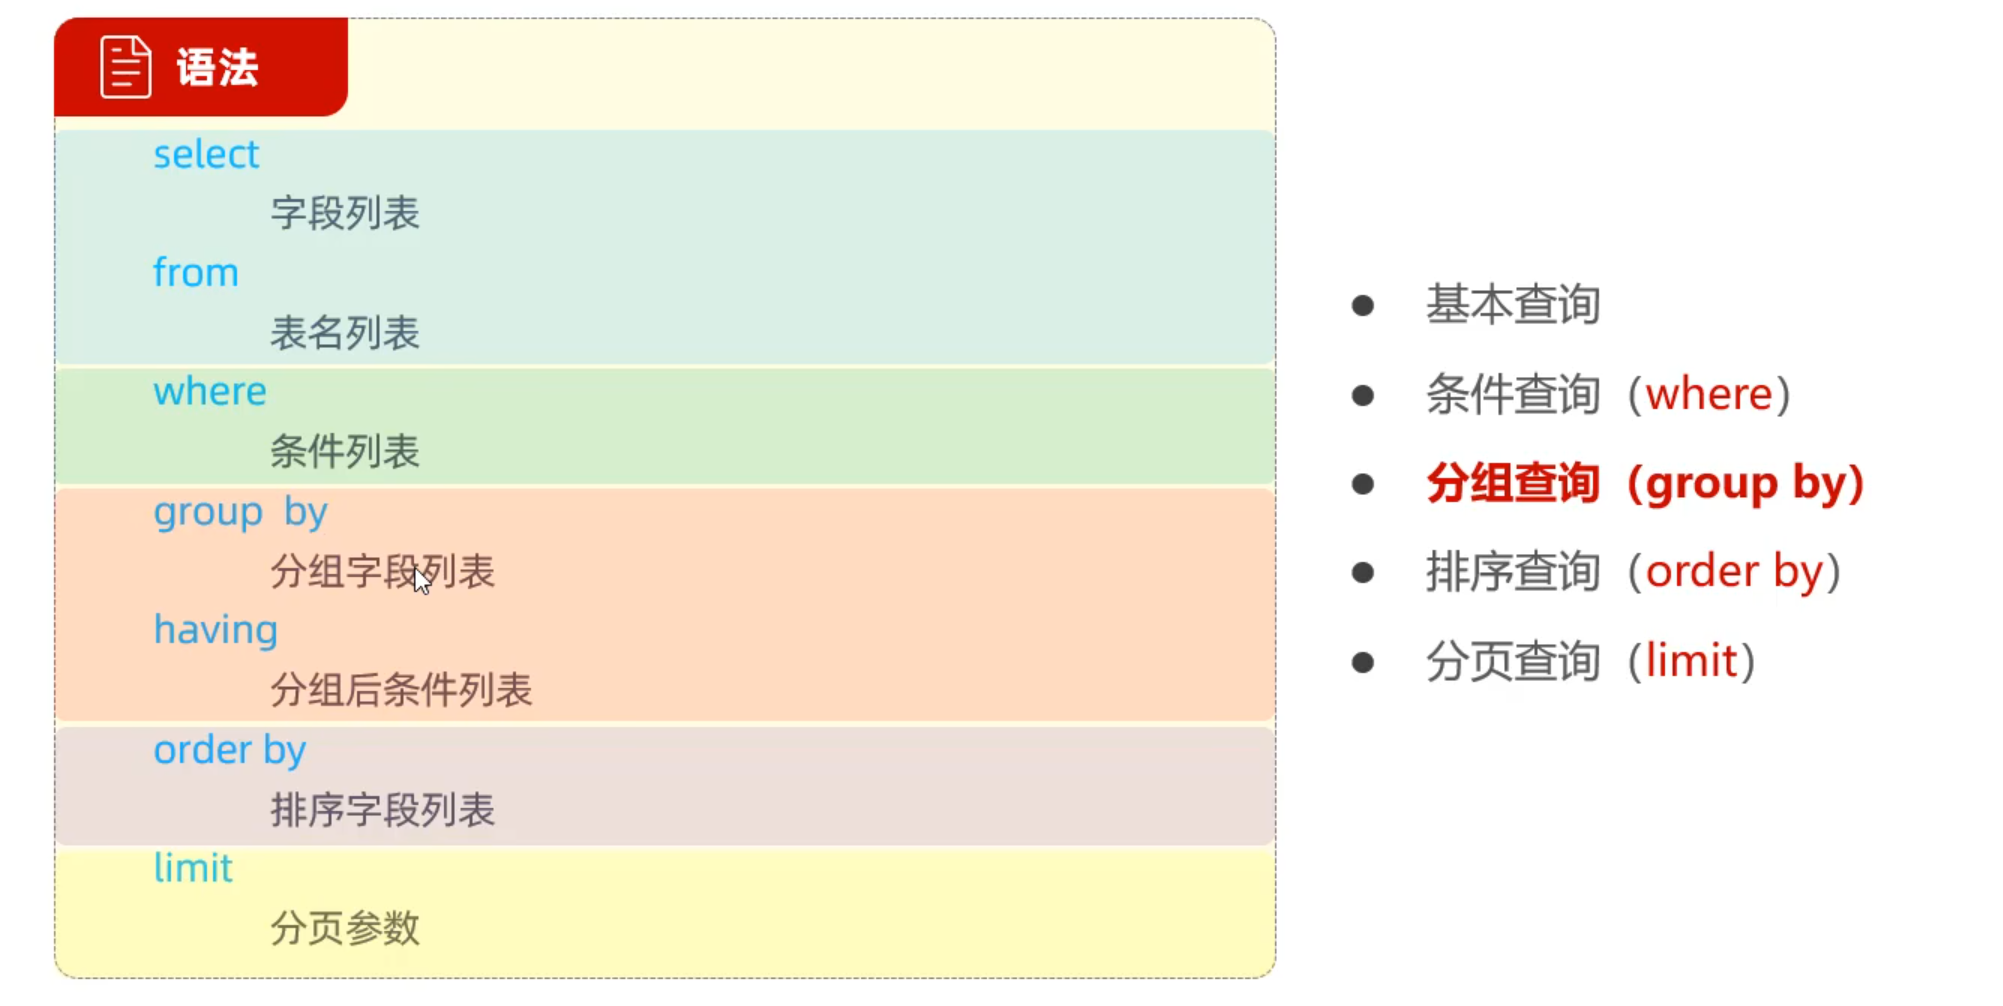 语法
select
字段列表
from
表名列表
where
条件列表
group by
分组字段列表
having
分组后条件列表
order by
排序字段列表
limit
分页参数
基本查询
条件查询（where）
分组查询（group by）
排序查询（order by）
分页查询（limit）